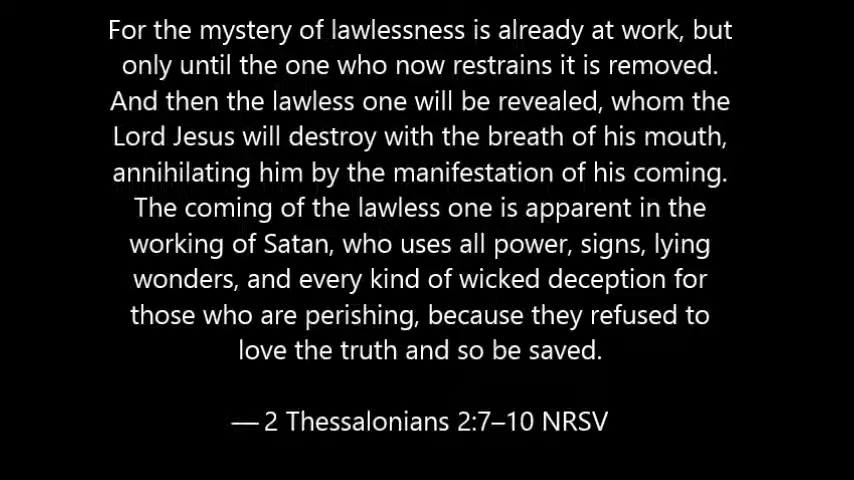 For the mystery of lawlessness is already at work, but
only until the one who now restrains it is removed.
And then the lawless one will be revealed, whom the
Lord Jesus will destroy with the breath of his mouth,
annihilating him by the manifestation of his coming.
The coming of the lawless one is apparent in the
working of Satan, who uses all power, signs, lying
wonders, and every kind of wicked deception for
those who are perishing, because they refused to
love the truth and so be saved.
— 2 Thessalonians 2:7–10 NRSV